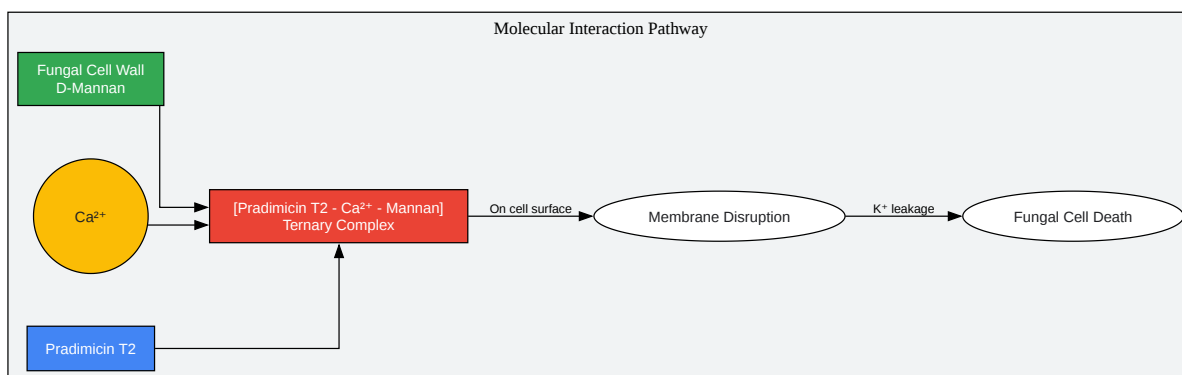 Molecular Interaction Pathway
Fungal Cell Wall
D-Mannan
Ca²⁺
[Pradimicin T2 - Ca²⁺ - Mannan]
Ternary Complex
On cell surface
Membrane Disruption
K⁺ leakage
Fungal Cell Death
Pradimicin T2